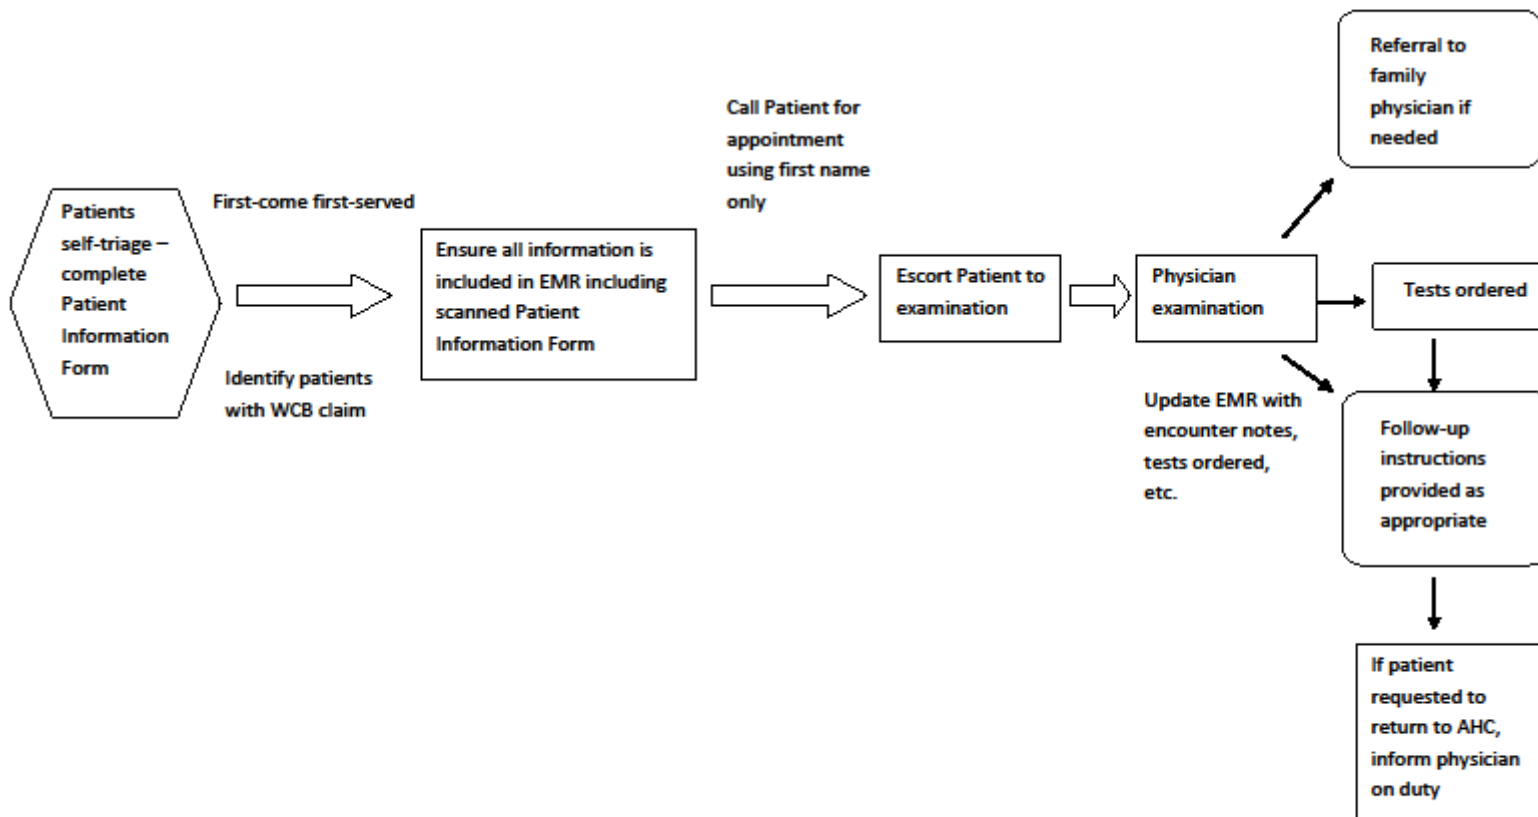 Patients
self-triage –
complete
Patient
Information
Form
First-come first-served
Identify patients
with WCB claim
Ensure all information is
included in EMR including
scanned Patient
Information Form
Call Patient for
appointment
using first name
only
Escort Patient to
examination
Physician
examination
Update EMR with
encounter notes,
tests ordered,
etc.
Referral to
family
physician if
needed
Tests ordered
Follow-up
instructions
provided as
appropriate
If patient
requested to
return to AHC,
inform physician
on duty